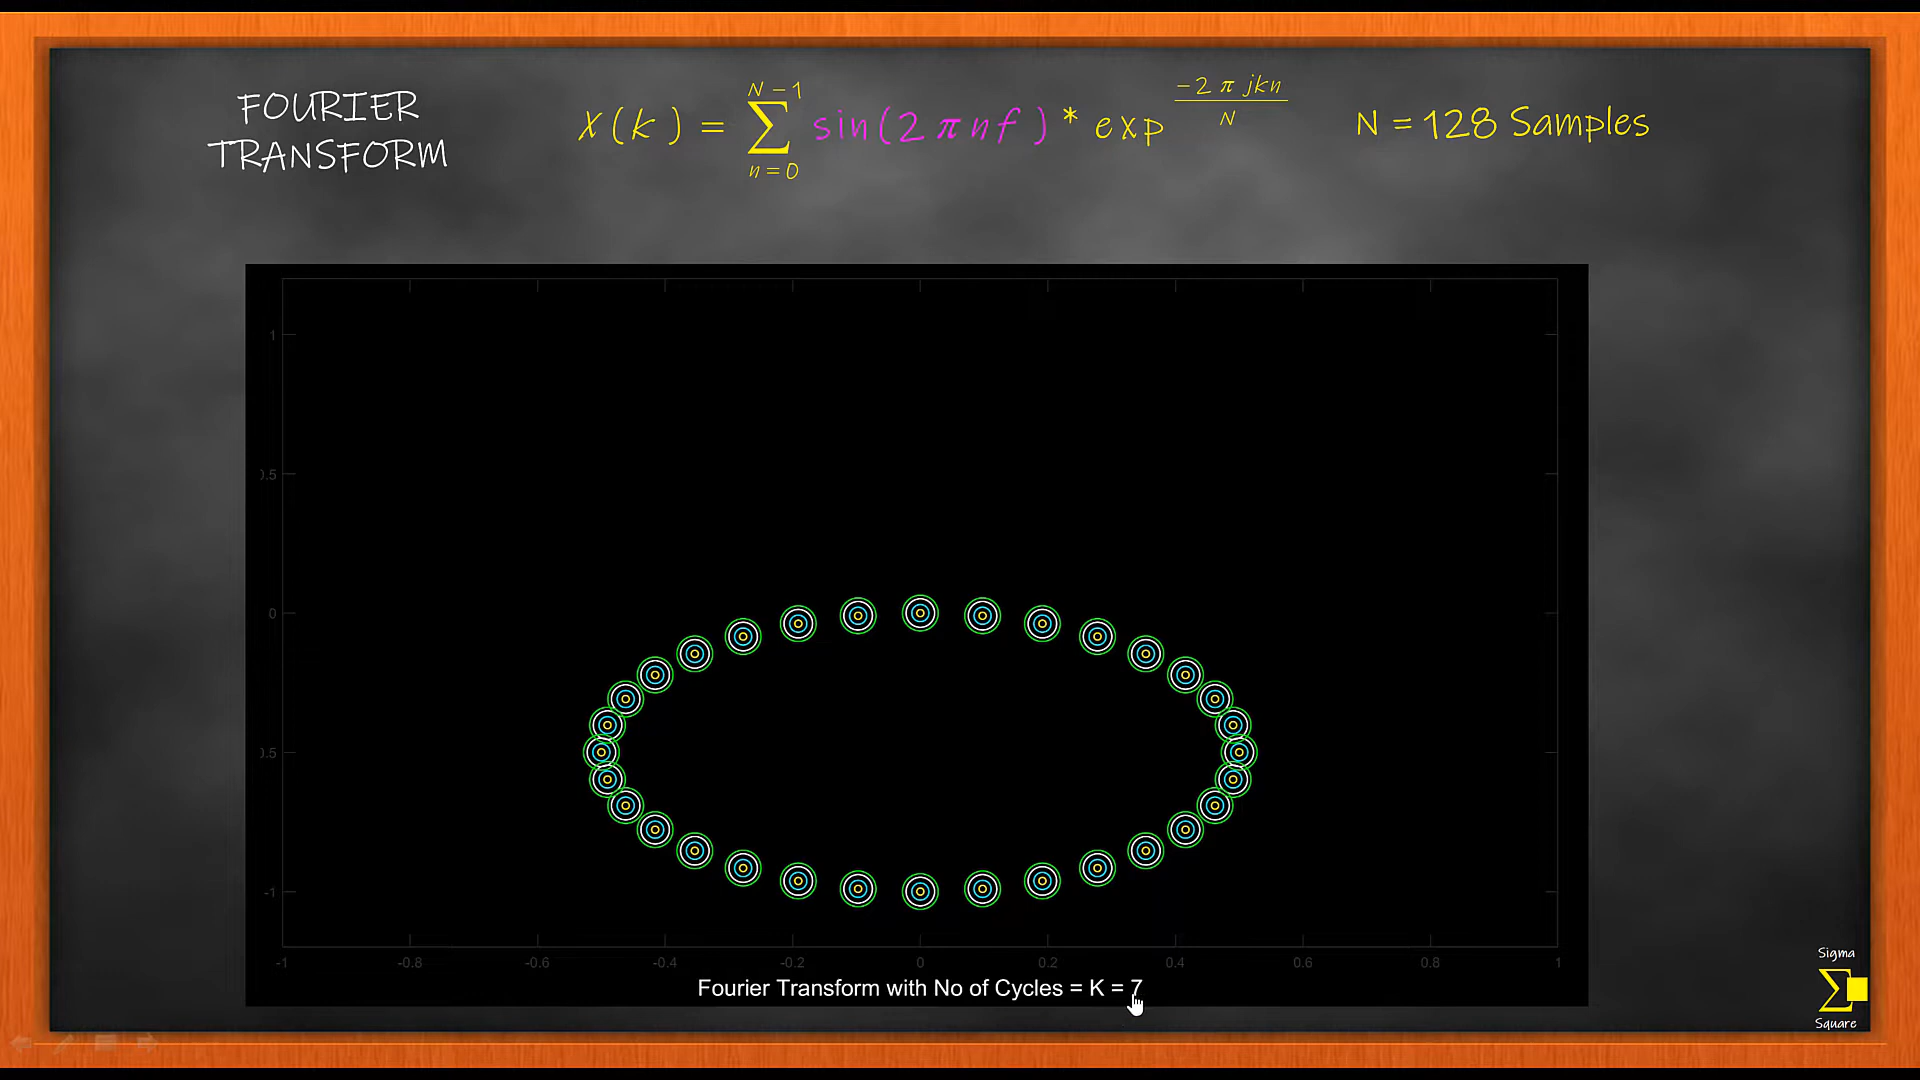 FOURIER
TRANSFORM
X(k) = ∑ sin(2πnf) * exp
N-1
n=0
-2πjkn
N
N = 128 Samples
1
0.5
0
0.5
-1
-1 -0.8 -0.6 -0.4 -0.2 0 0.2 0.4 0.6 0.8 1
Fourier Transform with No of Cycles = K = 7
Sigma
∑
Square